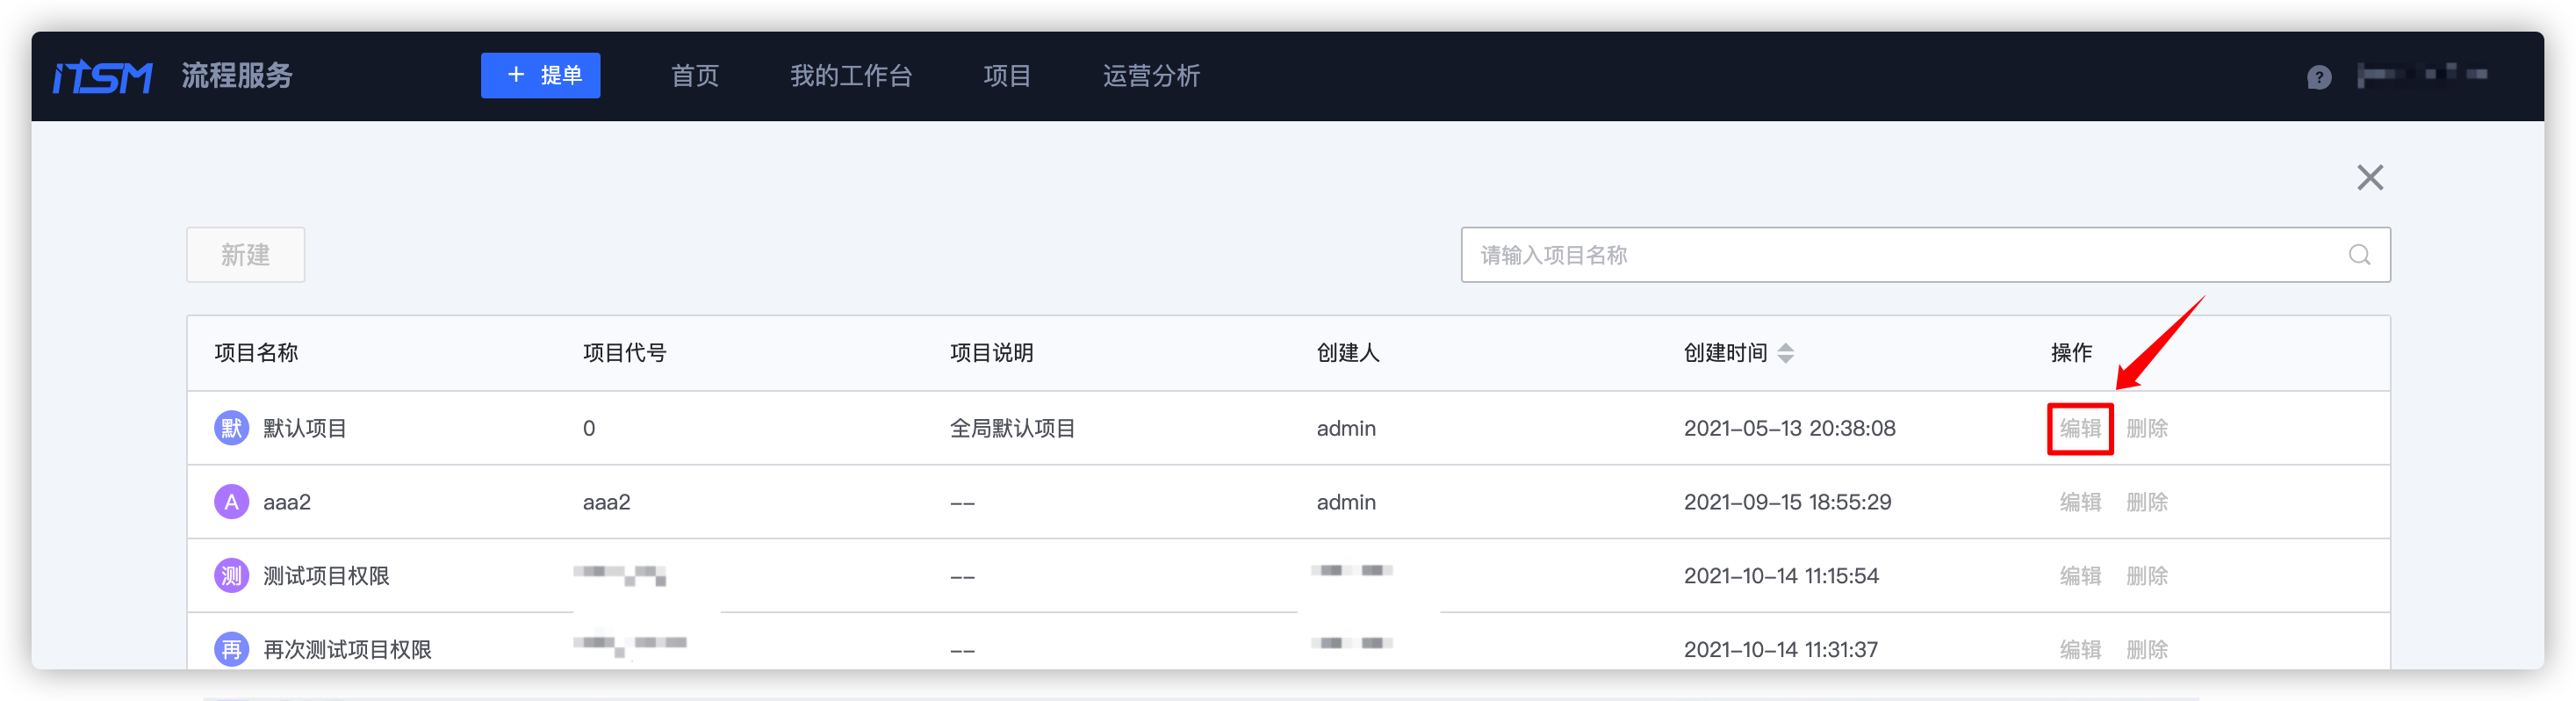 iTSM 流程服务 + 提单 首页 我的工作台 项目 运营分析 ?
新建 请输入项目名称
项目名称 项目代号 项目说明 创建人 创建时间 操作
默 默认项目 0 全局默认项目 admin 2021-05-13 20:38:08 编辑 删除
A aaa2 aaa2 -- admin 2021-09-15 18:55:29 编辑 删除
测 测试项目权限 -- 2021-10-14 11:15:54 编辑 删除
再 再次测试项目权限 -- 2021-10-14 11:31:37 编辑 删除